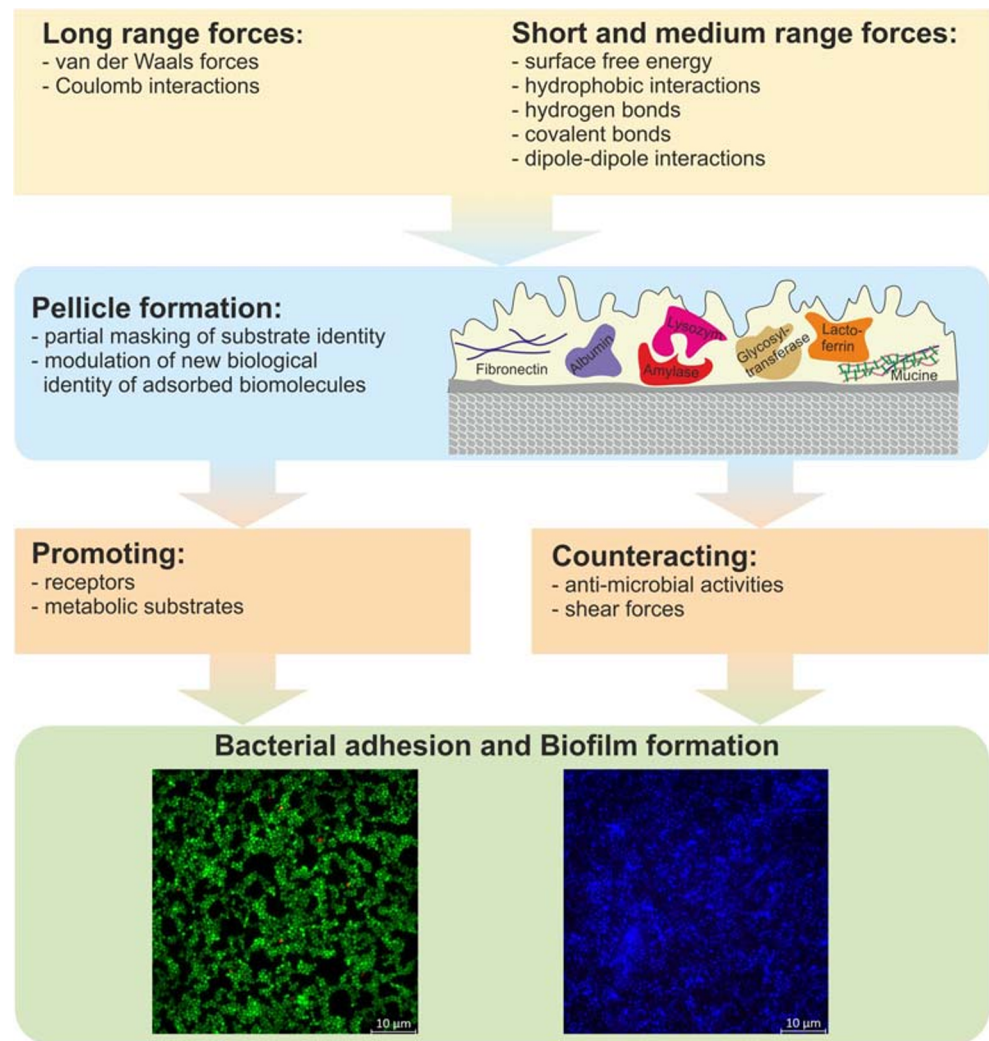 Long range forces:
- van der Waals forces
- Coulomb interactions
Short and medium range forces:
- surface free energy
- hydrophobic interactions
- hydrogen bonds
- covalent bonds
- dipole-dipole interactions
Pellicle formation:
- partial masking of substrate identity
- modulation of new biological
identity of adsorbed biomolecules
Fibronectin
Albumin
Lysozym
Amylase
Glycosyl-
transferase
Lacto-
ferrin
Mucine
Promoting:
- receptors
- metabolic substrates
Counteracting:
- anti-microbial activities
- shear forces
Bacterial adhesion and Biofilm formation
10 µm
10 µm